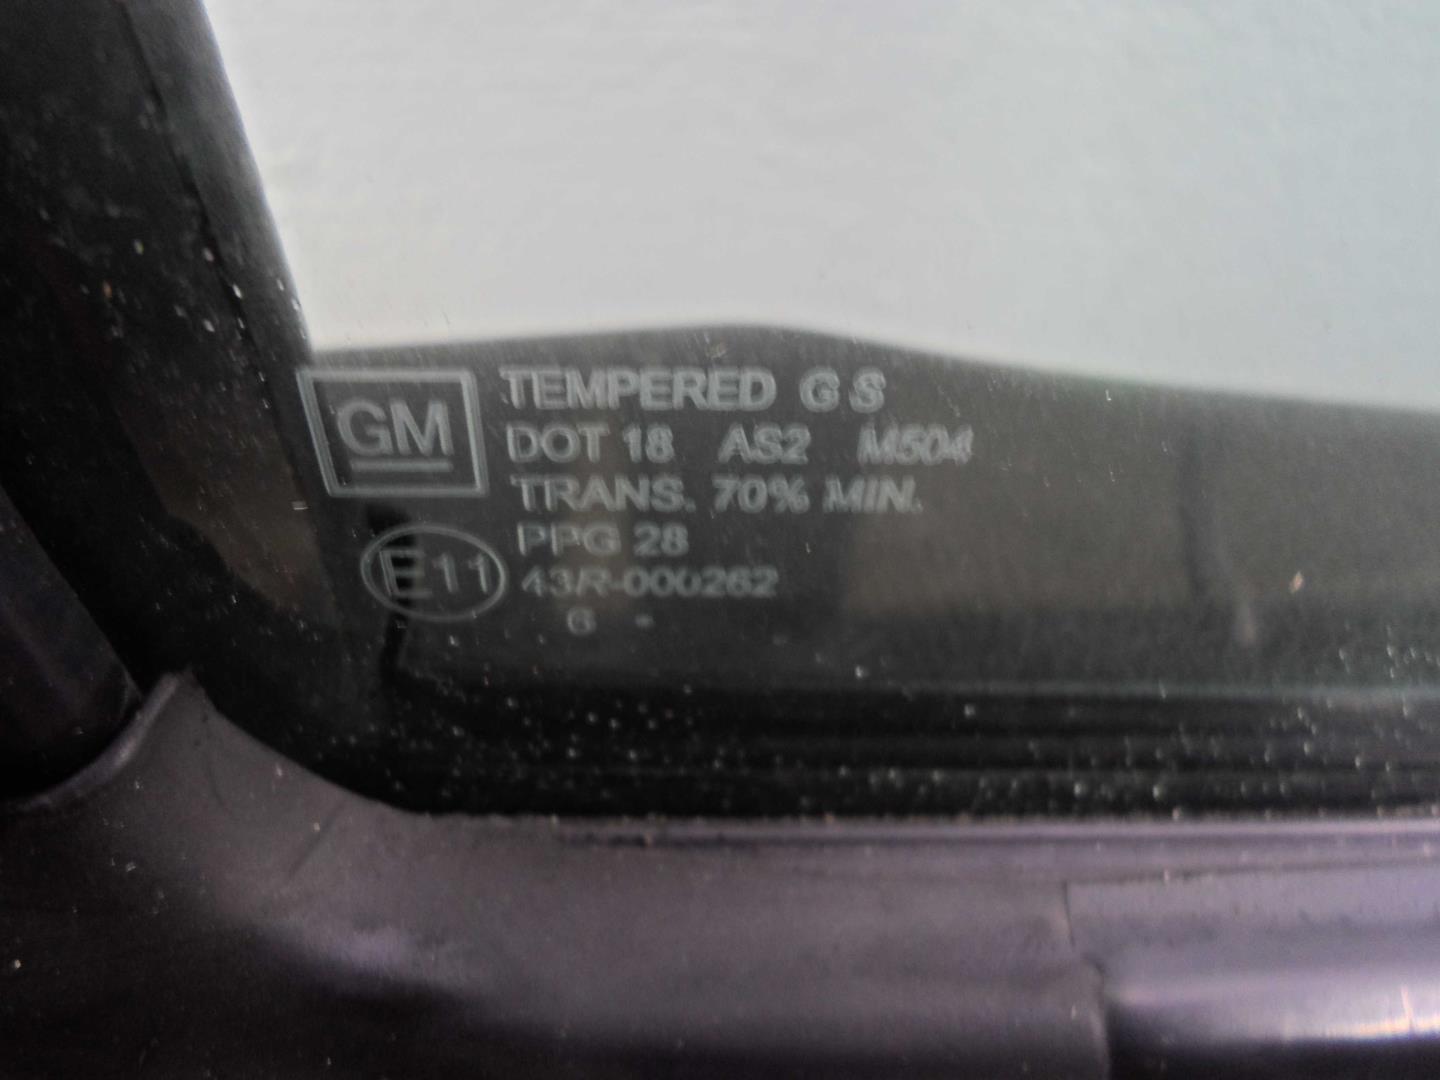 GM
TEMPERED G S
DOT 18 AS2 M504
TRANS. 70% MIN.
PPG 28
E11
43R-000262
6 -